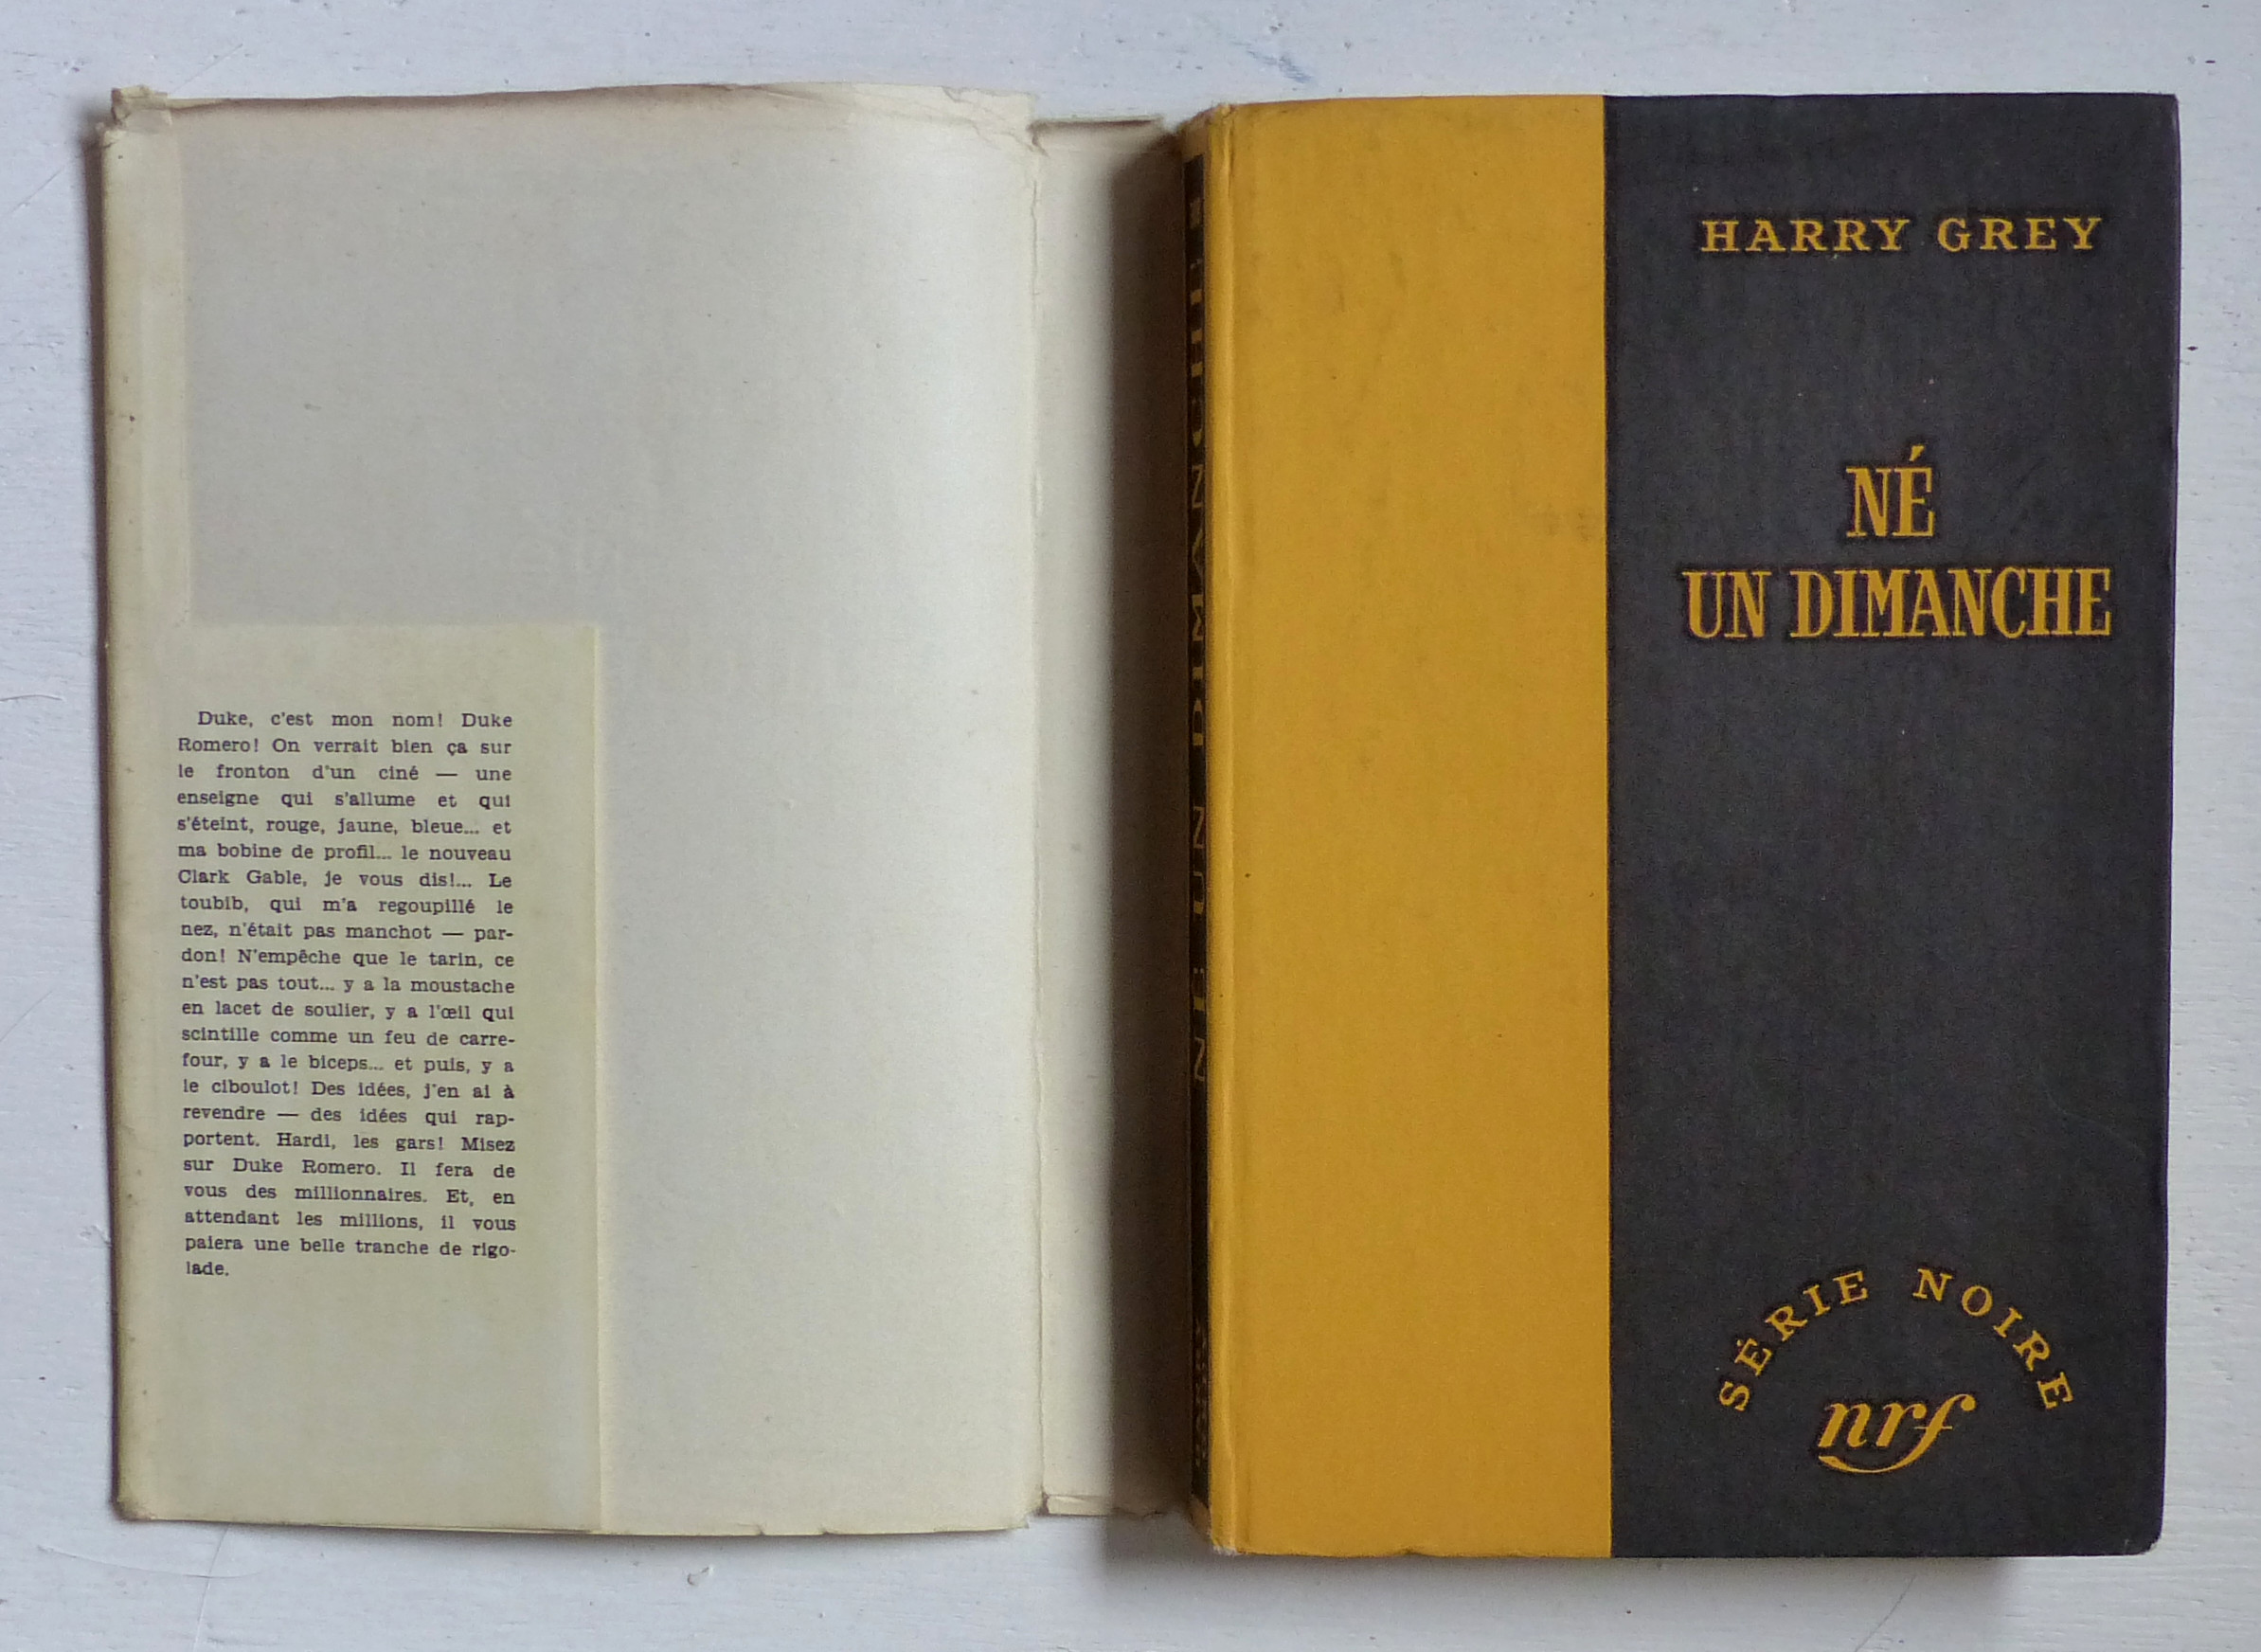 Duke, c'est mon nom! Duke
Romero! On verrait bien ça sur
le fronton d'un ciné — une
enseigne qui s'allume et qui
s'éteint, rouge, jaune, bleue... et
ma bobine de profil... le nouveau
Clark Gable, je vous dis!... Le
toubib, qui m'a regoupillé le
nez, n'était pas manchot — par-
don! N'empêche que le tarin, ce
n'est pas tout... y a la moustache
en lacet de soulier, y a l'œil qui
scintille comme un feu de carre-
four, y a le biceps... et puis, y a
le ciboulot! Des idées, j'en ai à
revendre — des idées qui rap-
portent. Hardi, les gars! Misez
sur Duke Romero. Il fera de
vous des millionnaires. Et, en
attendant les millions, il vous
paiera une belle tranche de rigo-
lade.
NÉ UN DIMANCHE
HARRY GREY
NÉ
UN DIMANCHE
SÉRIE NOIRE
nrf